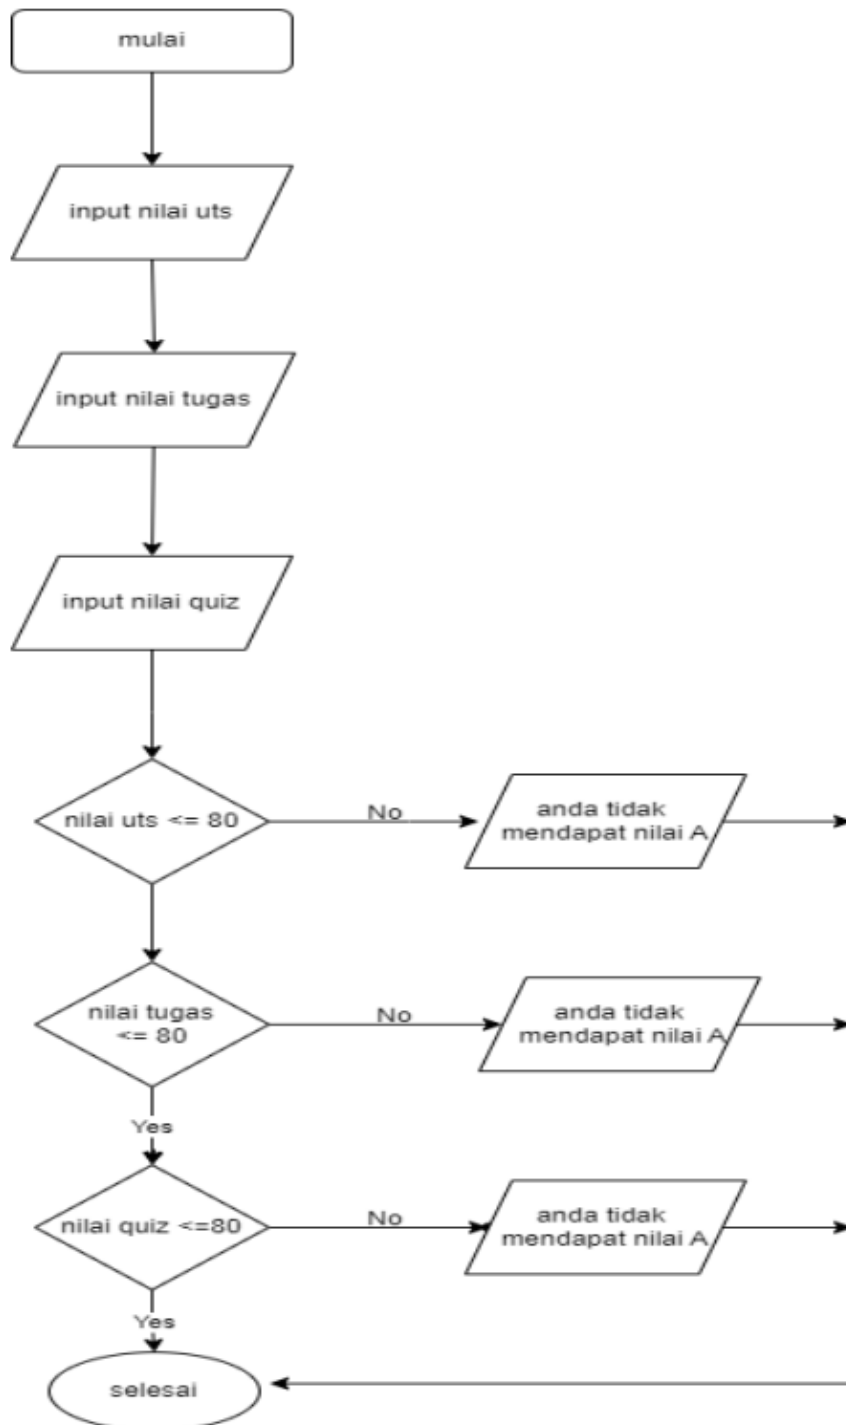 mulai
input nilai uts
input nilai tugas
input nilai quiz
nilai uts <= 80
No
anda tidak
mendapat nilai A
nilai tugas
<= 80
No
anda tidak
mendapat nilai A
Yes
nilai quiz <=80
No
anda tidak
mendapat nilai A
Yes
selesai